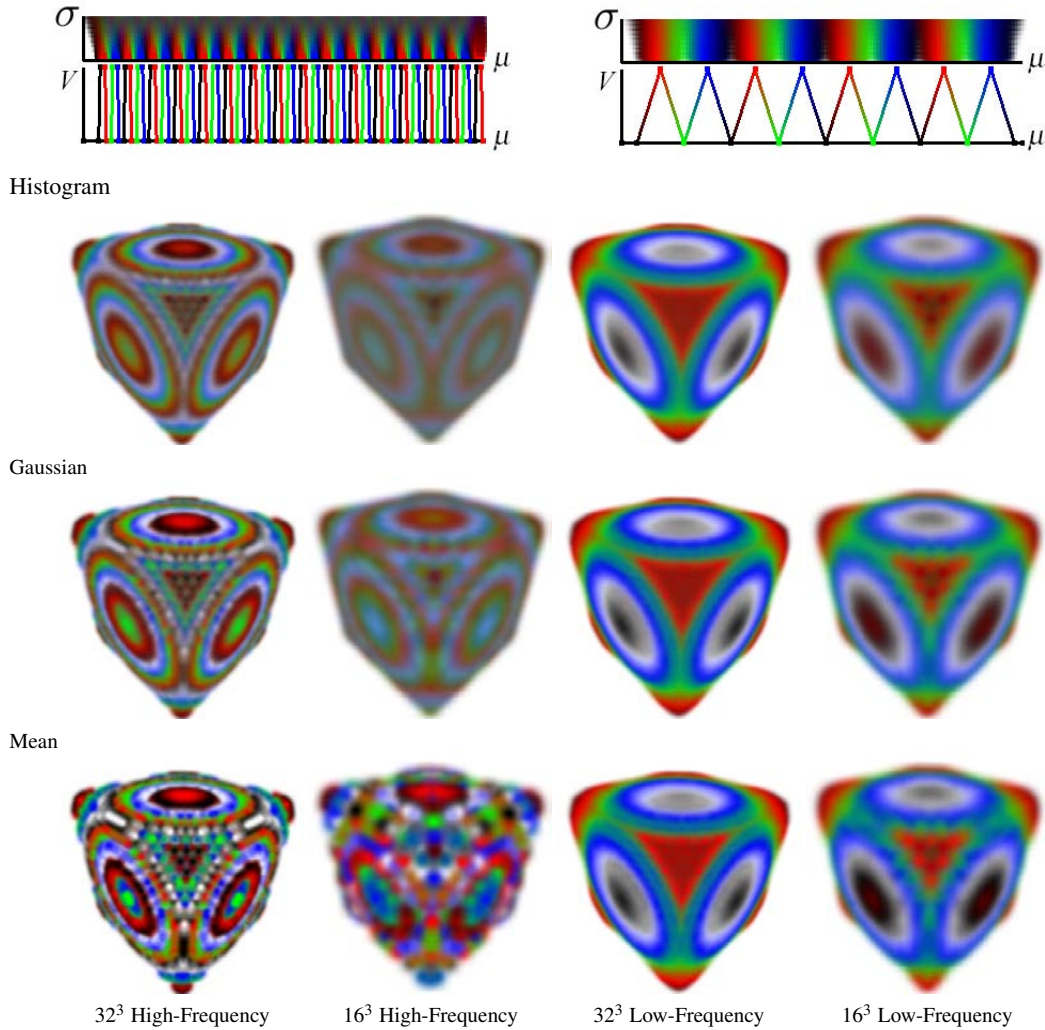 σ
μ
V
μ
σ
μ
V
μ
Histogram
Gaussian
Mean
32³ High-Frequency
16³ High-Frequency
32³ Low-Frequency
16³ Low-Frequency